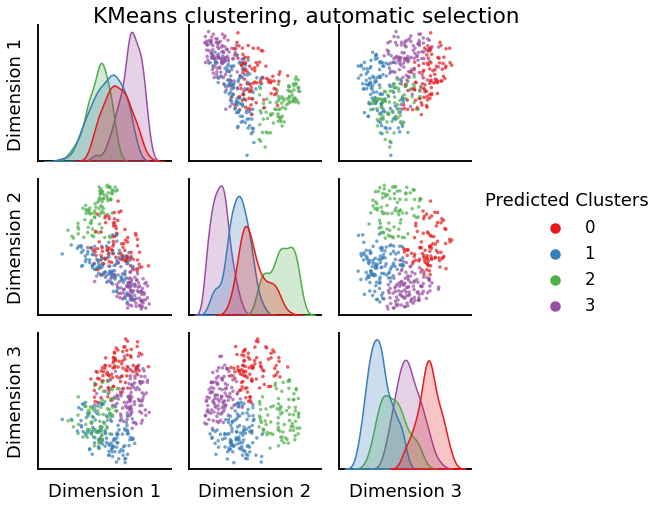 KMeans clustering, automatic selection
Dimension 1
Dimension 2
Dimension 3
Predicted Clusters
0
1
2
3
Dimension 1
Dimension 2
Dimension 3